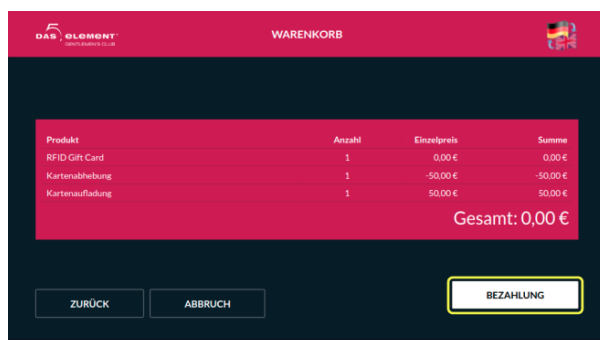 DAS 5 ELEMENT
GENTLEMEN'S CLUB
WARENKORB
Produkt Anzahl Einzelpreis Summe
RFID Gift Card 1 0,00 € 0,00 €
Kartenabhebung 1 -50,00 € -50,00 €
Kartenaufladung 1 50,00 € 50,00 €
Gesamt: 0,00 €
ZURÜCK ABBRUCH BEZAHLUNG